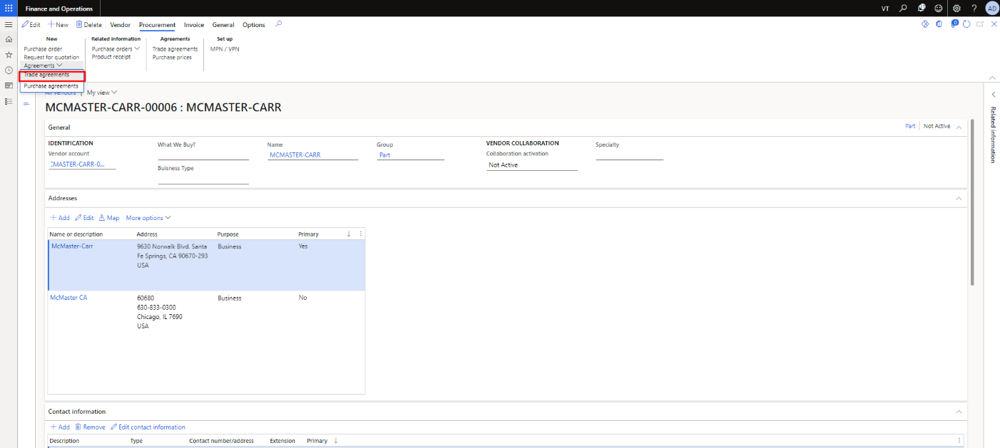 Finance and Operations
VT
AD
Edit
New
Delete
Vendor
Procurement
Invoice
General
Options
0
New
Purchase order
Request for quotation
Agreements
Trade agreements
Purchase agreements
Related information
Purchase orders
Product receipt
Agreements
Trade agreements
Purchase prices
Set up
MPN / VPN
All vendors | My view
Related information
MCMASTER-CARR-00006 : MCMASTER-CARR
General
Part
Not Active
IDENTIFICATION
Vendor account
:MASTER-CARR-0...
What We Buy?
Buisness Type
Name
MCMASTER-CARR
Group
Part
VENDOR COLLABORATION
Collaboration activation
Not Active
Specialty
Addresses
Add
Edit
Map
More options
Name or description Address Purpose Primary
McMaster-Carr 9630 Norwalk Blvd. Santa Business Yes
Fe Springs, CA 90670-293
USA
McMaster CA 60680 Business No
630-833-0300
Chicago, IL 7690
USA
Contact information
Add
Remove
Edit contact information
Description Type Contact number/address Extension Primary